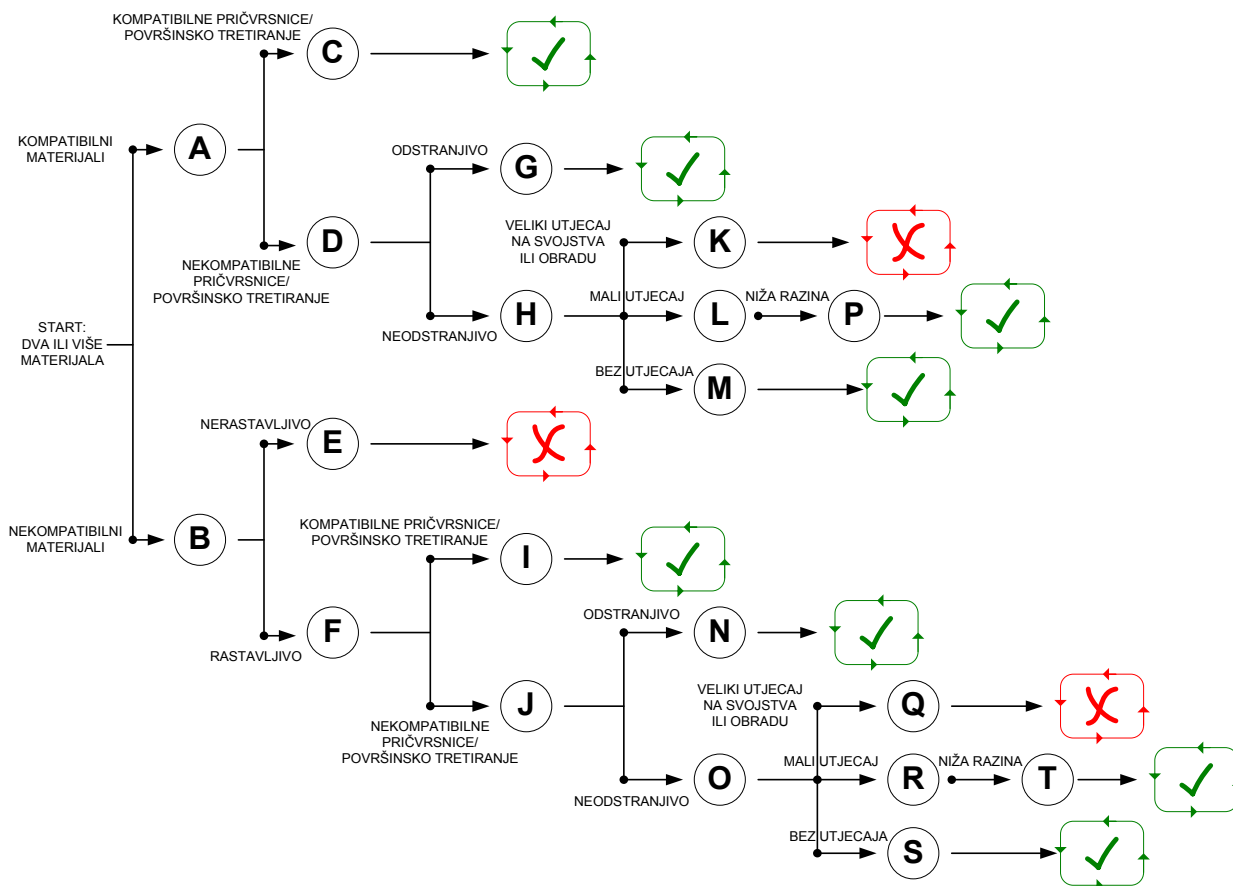 KOMPATIBILNE PRIČVRSNICE/
POVRŠINSKO TRETIRANJE
C
KOMPATIBILNI
MATERIJALI
A
ODSTRANJIVO
G
D
NEKOMPATIBILNE
PRIČVRSNICE/
POVRŠINSKO TRETIRANJE
VELIKI UTJECAJ
NA SVOJSTVA
ILI OBRADU
K
NEODSTRANJIVO
H
MALI UTJECAJ
L
NIŽA RAZINA
P
START:
DVA ILI VIŠE
MATERIJALA
BEZ UTJECAJA
M
NERASTAVLJIVO
E
NEKOMPATIBILNI
MATERIJALI
B
KOMPATIBILNE PRIČVRSNICE/
POVRŠINSKO TRETIRANJE
I
RASTAVLJIVO
F
ODSTRANJIVO
N
J
NEKOMPATIBILNE
PRIČVRSNICE/
POVRŠINSKO TRETIRANJE
VELIKI UTJECAJ
NA SVOJSTVA
ILI OBRADU
Q
NEODSTRANJIVO
O
MALI UTJECAJ
R
NIŽA RAZINA
T
BEZ UTJECAJA
S